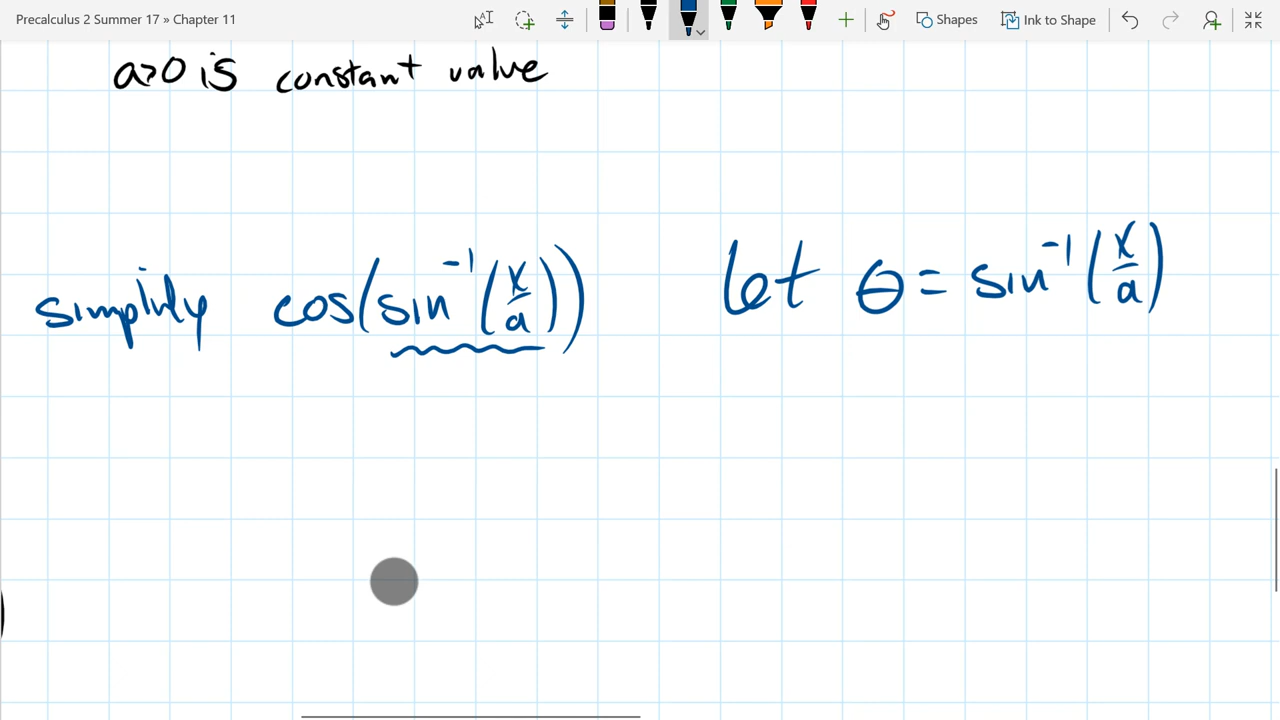 Precalculus 2 Summer 17 » Chapter 11
Shapes
Ink to Shape
a>0 is constant value
simplify cos(sin⁻¹(x/a))
let θ = sin⁻¹(x/a)